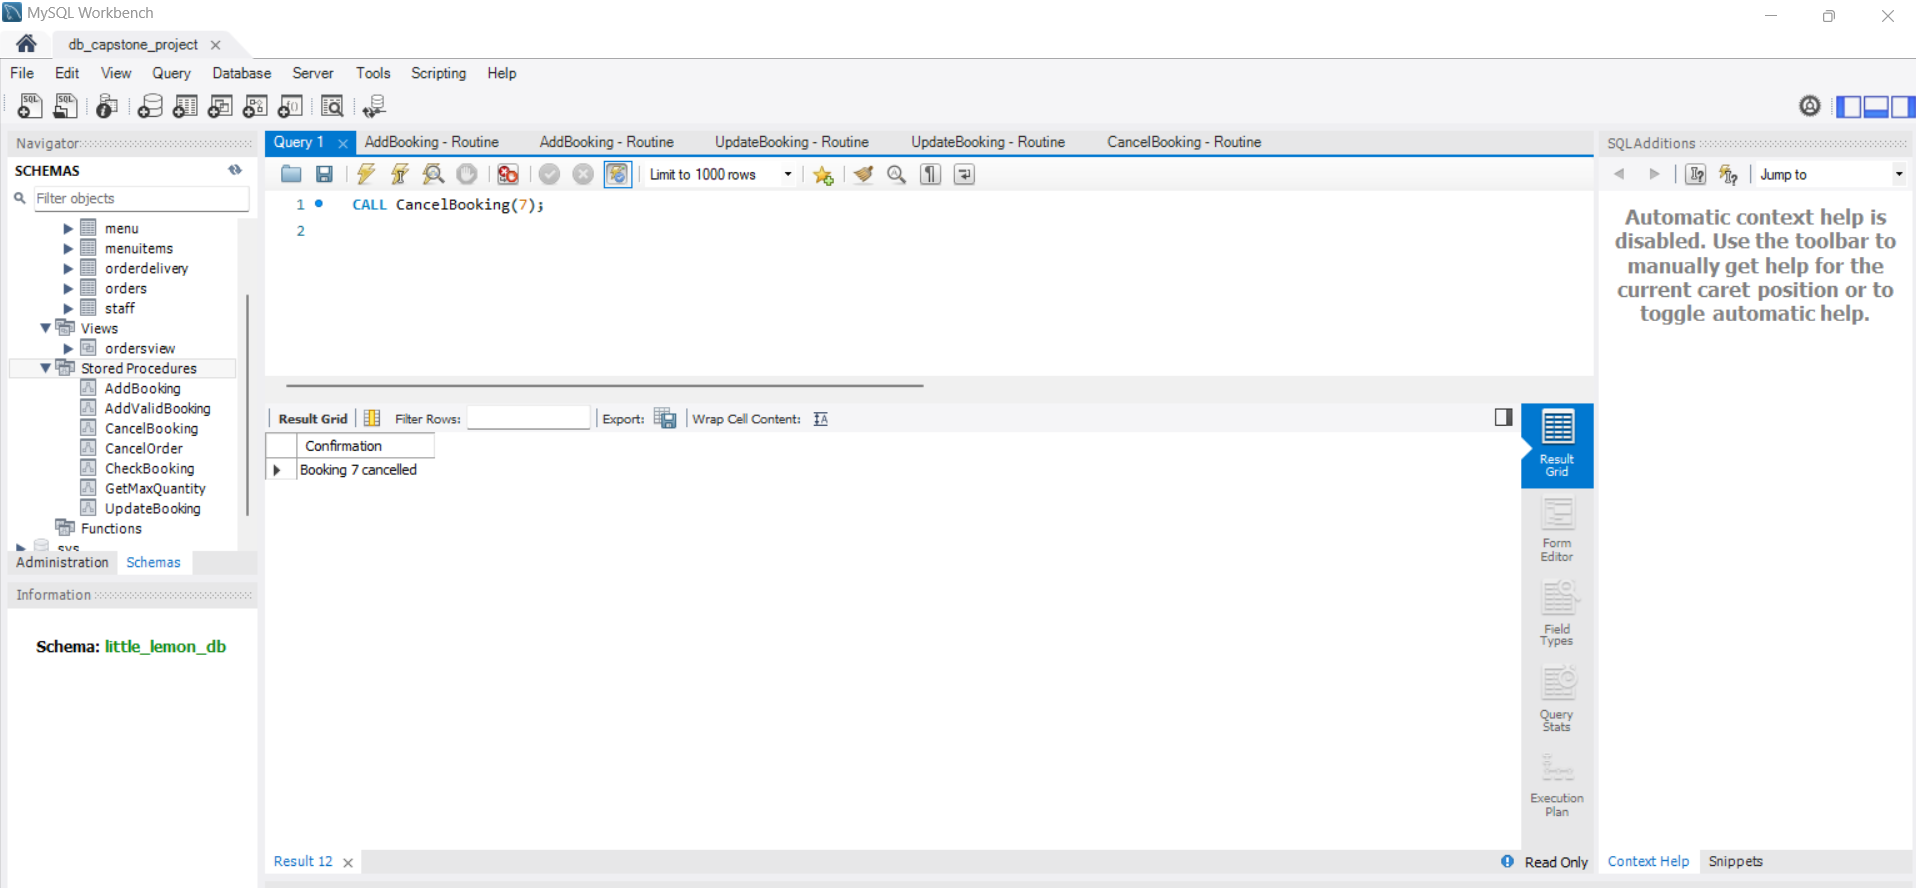 MySQL Workbench
db_capstone_project
File Edit View Query Database Server Tools Scripting Help
Navigator
SCHEMAS
Filter objects
menu
menuitems
orderdelivery
orders
staff
Views
ordersview
Stored Procedures
AddBooking
AddValidBooking
CancelBooking
CancelOrder
CheckBooking
GetMaxQuantity
UpdateBooking
Functions
sys
Administration Schemas
Information
Schema: little_lemon_db
Query 1 AddBooking - Routine AddBooking - Routine UpdateBooking - Routine UpdateBooking - Routine CancelBooking - Routine
Limit to 1000 rows
1 CALL CancelBooking(7);
2
Result Grid Filter Rows: Export: Wrap Cell Content:
Confirmation
Booking 7 cancelled
Result
Grid
Form
Editor
Field
Types
Query
Stats
Execution
Plan
Result 12
Read Only
SQLAdditions
Jump to
Automatic context help is
disabled. Use the toolbar to
manually get help for the
current caret position or to
toggle automatic help.
Context Help Snippets